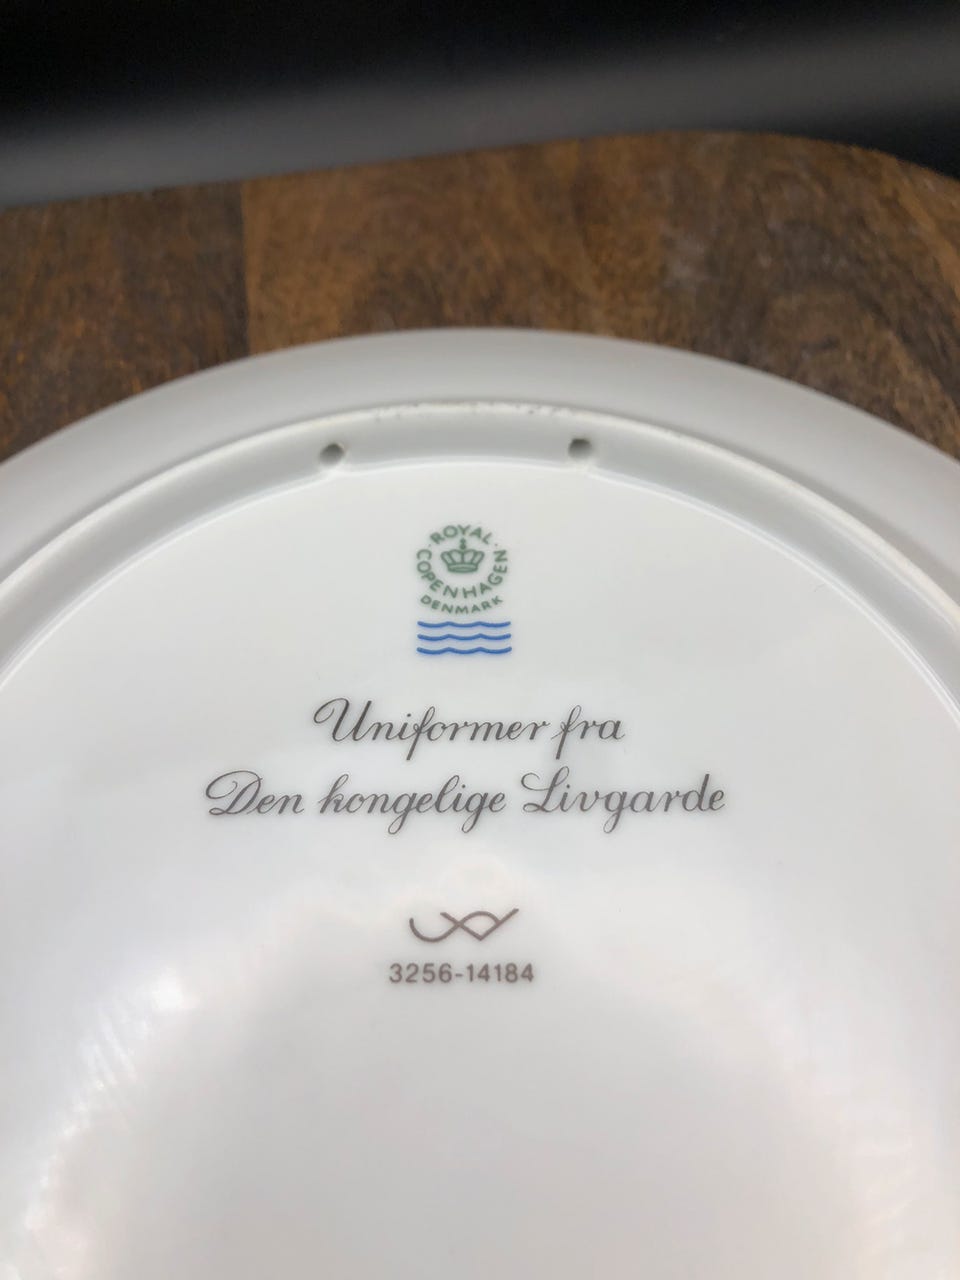 ROYAL COPENHAGEN
DENMARK
Uniformer fra
Den kongelige Livgarde
3256-14184